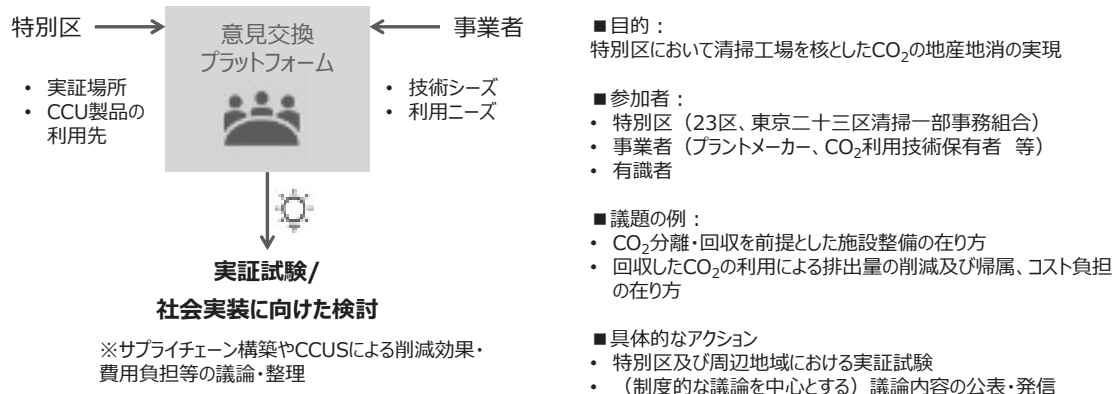 特別区
意見交換
プラットフォーム
事業者
• 実証場所
• CCU製品の
利用先
• 技術シーズ
• 利用ニーズ
実証試験/
社会実装に向けた検討
※サプライチェーン構築やCCUSによる削減効果・
費用負担等の議論・整理
■目的：
特別区において清掃工場を核としたCO₂の地産地消の実現
■参加者：
• 特別区（23区、東京二十三区清掃一部事務組合）
• 事業者（プラントメーカー、CO₂利用技術保有者 等）
• 有識者
■議題の例：
• CO₂分離・回収を前提とした施設整備の在り方
• 回収したCO₂の利用による排出量の削減及び帰属、コスト負担
の在り方
■具体的なアクション
• 特別区及び周辺地域における実証試験
• （制度的な議論を中心とする）議論内容の公表・発信